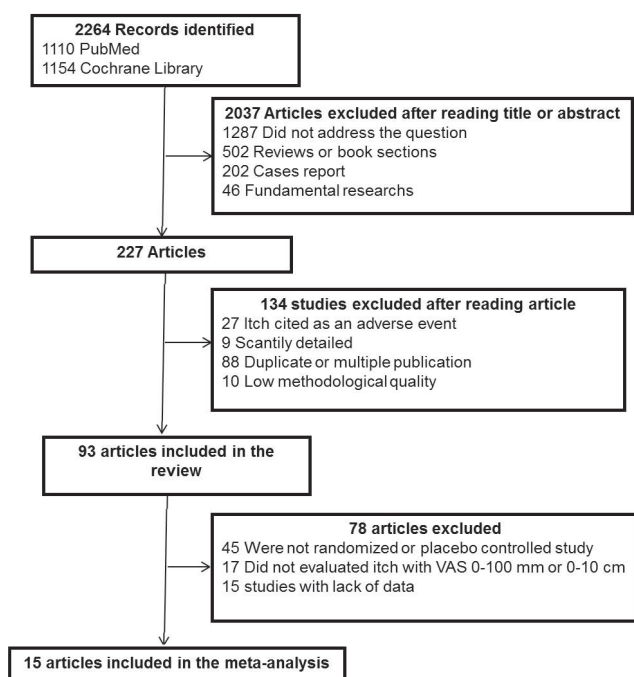 2264 Records identified
1110 PubMed
1154 Cochrane Library
2037 Articles excluded after reading title or abstract
1287 Did not address the question
502 Reviews or book sections
202 Cases report
46 Fundamental researchs
227 Articles
134 studies excluded after reading article
27 Itch cited as an adverse event
9 Scantily detailed
88 Duplicate or multiple publication
10 Low methodological quality
93 articles included in the
review
78 articles excluded
45 Were not randomized or placebo controlled study
17 Did not evaluated itch with VAS 0-100 mm or 0-10 cm
15 studies with lack of data
15 articles included in the meta-analysis